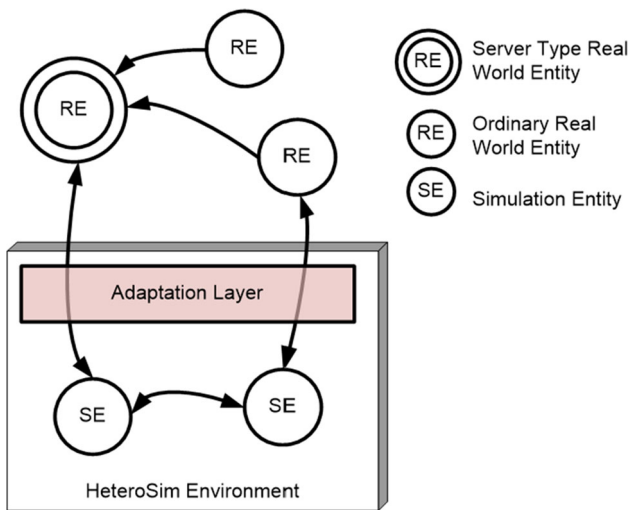 RE
RE
RE
Adaptation Layer
SE
SE
HeteroSim Environment
RE
Server Type Real
World Entity
RE
Ordinary Real
World Entity
SE
Simulation Entity